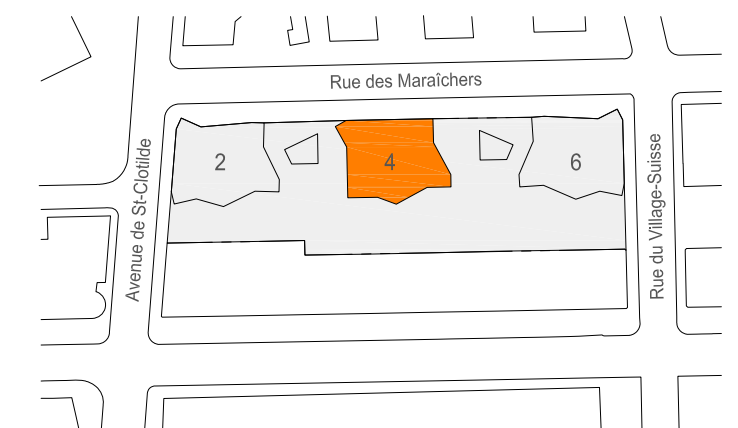 Rue des Maraîchers
Avenue de St-Clotilde
2
4
6
Rue du Village-Suisse